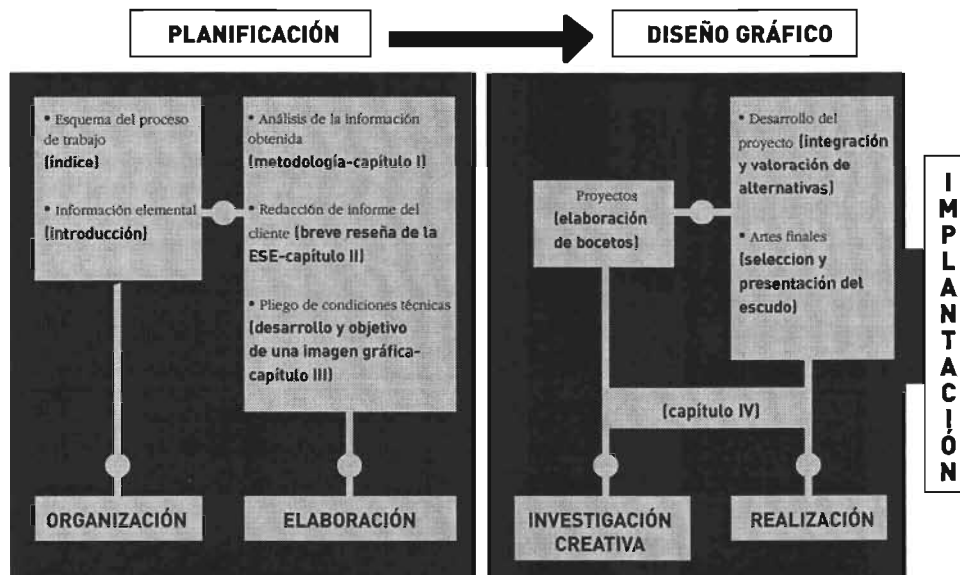 PLANIFICACIÓN
DISEÑO GRÁFICO
• Esquema del proceso
de trabajo
(índice)
• Información elemental
(introducción)
• Análisis de la información
obtenida
(metodología-capítulo I)
• Redacción de informe del
cliente (breve reseña de la
ESE-capítulo II)
• Pliego de condiciones técnicas
(desarrollo y objetivo
de una imagen gráfica-
capítulo III)
Proyectos
(elaboración
de bocetos)
• Desarrollo del
proyecto (integración
y valoración de
alternativas)
• Artes finales
(seleccion y
presentación del
escudo)
(capítulo IV)
ORGANIZACIÓN
ELABORACIÓN
INVESTIGACIÓN
CREATIVA
REALIZACIÓN
IMPLANTACIÓN